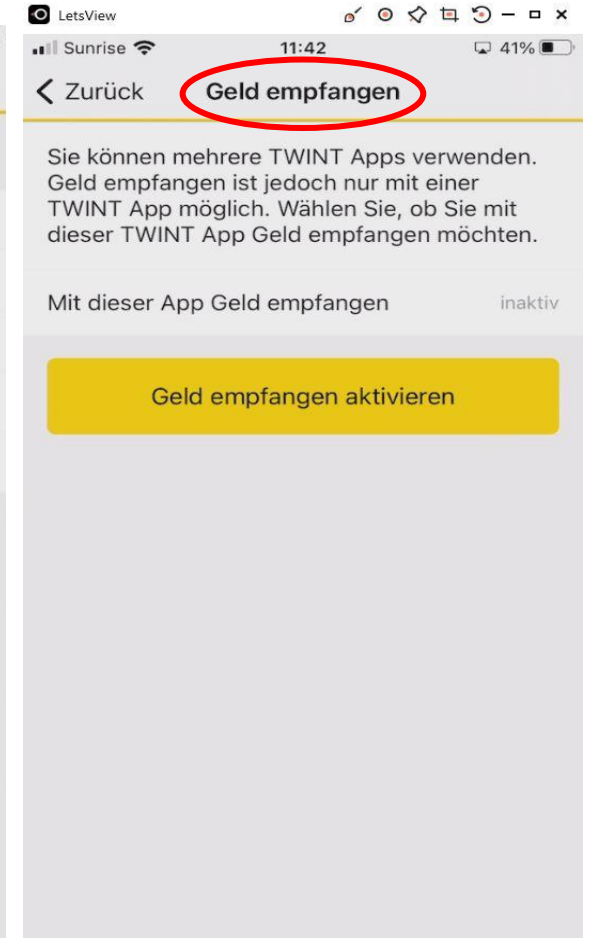 LetsView
Sunrise 11:42 41%
Zurück Geld empfangen
Sie können mehrere TWINT Apps verwenden.
Geld empfangen ist jedoch nur mit einer
TWINT App möglich. Wählen Sie, ob Sie mit
dieser TWINT App Geld empfangen möchten.
Mit dieser App Geld empfangen inaktiv
Geld empfangen aktivieren